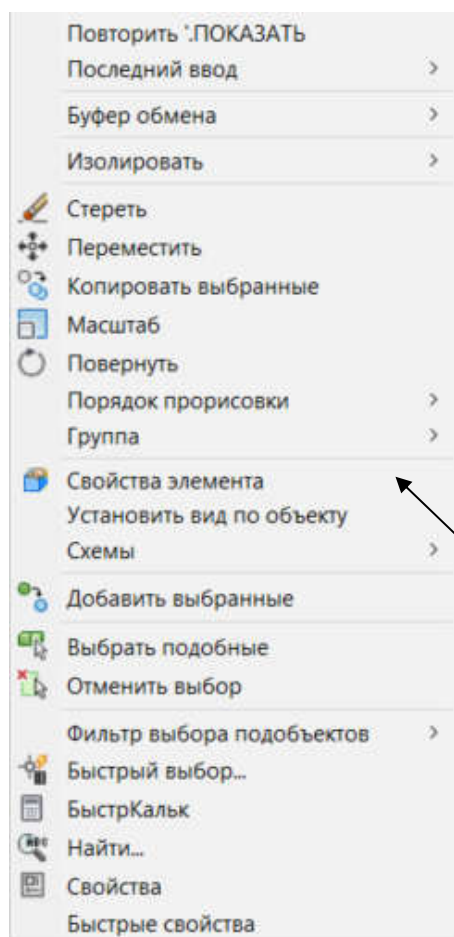 Повторить '.ПОКАЗАТЬ
Последний ввод
Буфер обмена
Изолировать
Стереть
Переместить
Копировать выбранные
Масштаб
Повернуть
Порядок прорисовки
Группа
Свойства элемента
Установить вид по объекту
Схемы
Добавить выбранные
Выбрать подобные
Отменить выбор
Фильтр выбора подобъектов
Быстрый выбор...
БыстрКальк
Найти...
Свойства
Быстрые свойства